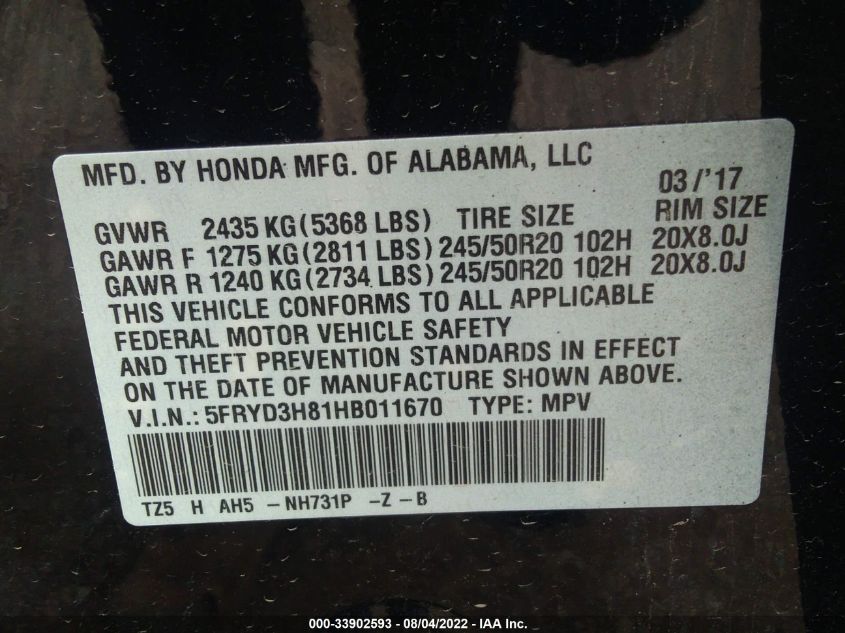 MFD. BY HONDA MFG. OF ALABAMA, LLC
03/'17
GVWR 2435 KG(5368 LBS) TIRE SIZE RIM SIZE
GAWR F 1275 KG(2811 LBS) 245/50R20 102H 20X8.0J
GAWR R 1240 KG(2734 LBS) 245/50R20 102H 20X8.0J
THIS VEHICLE CONFORMS TO ALL APPLICABLE
FEDERAL MOTOR VEHICLE SAFETY
AND THEFT PREVENTION STANDARDS IN EFFECT
ON THE DATE OF MANUFACTURE SHOWN ABOVE.
V.I.N.: 5FRYD3H81HB011670 TYPE: MPV
TZ5 H AH5 -NH731P -Z -B
000-33902593 - 08/04/2022 - IAA Inc.